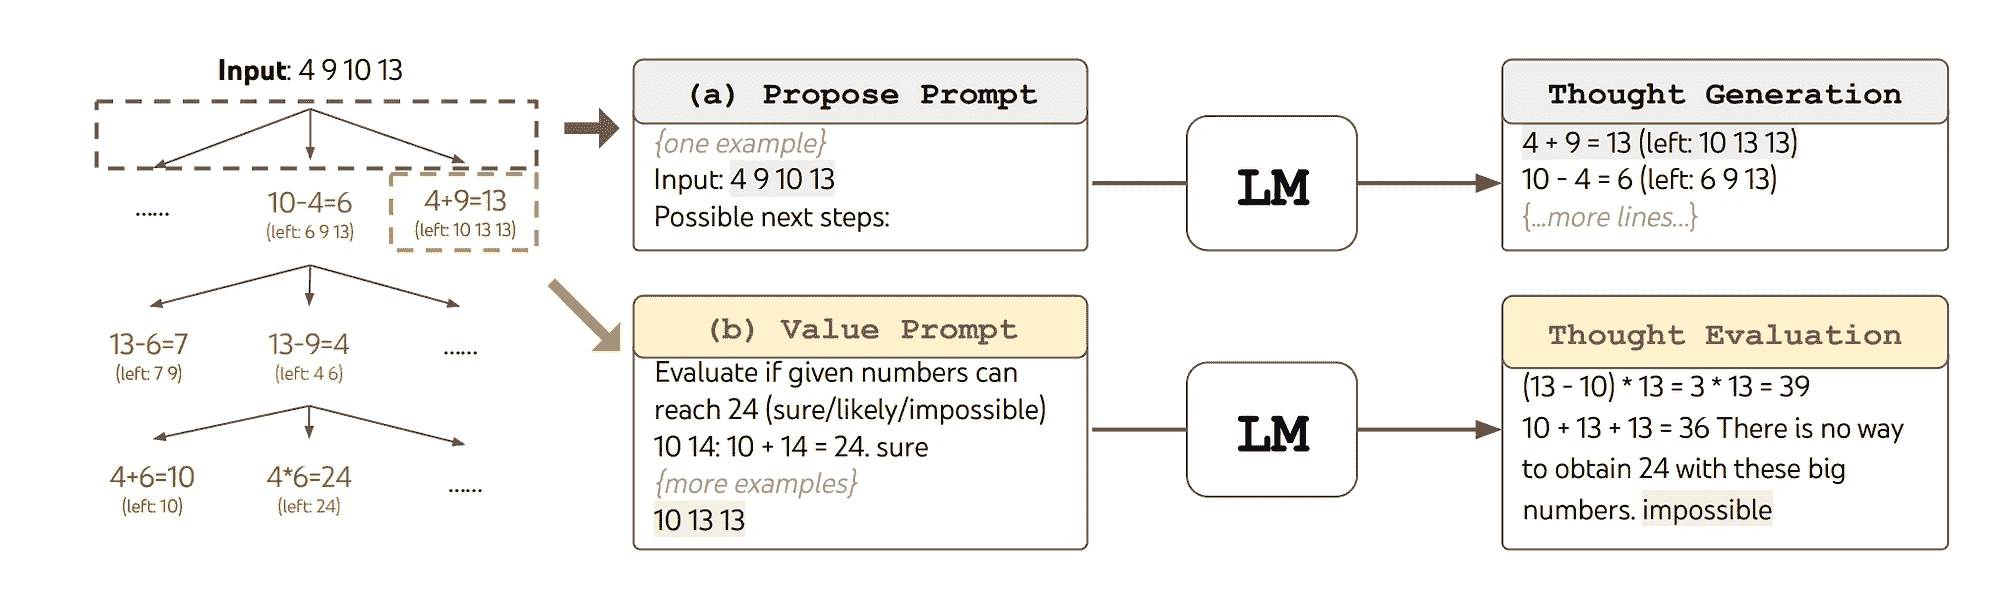 Input: 4 9 10 13
......
10-4=6
(left: 6 9 13)
4+9=13
(left: 10 13 13)
13-6=7
(left: 7 9)
13-9=4
(left: 4 6)
......
4+6=10
(left: 10)
4*6=24
(left: 24)
......
(a) Propose Prompt
{one example}
Input: 4 9 10 13
Possible next steps:
LM
Thought Generation
4 + 9 = 13 (left: 10 13 13)
10 - 4 = 6 (left: 6 9 13)
{...more lines...}
(b) Value Prompt
Evaluate if given numbers can
reach 24 (sure/likely/impossible)
10 14: 10 + 14 = 24. sure
{more examples}
10 13 13
LM
Thought Evaluation
(13 - 10) * 13 = 3 * 13 = 39
10 + 13 + 13 = 36 There is no way
to obtain 24 with these big
numbers. impossible